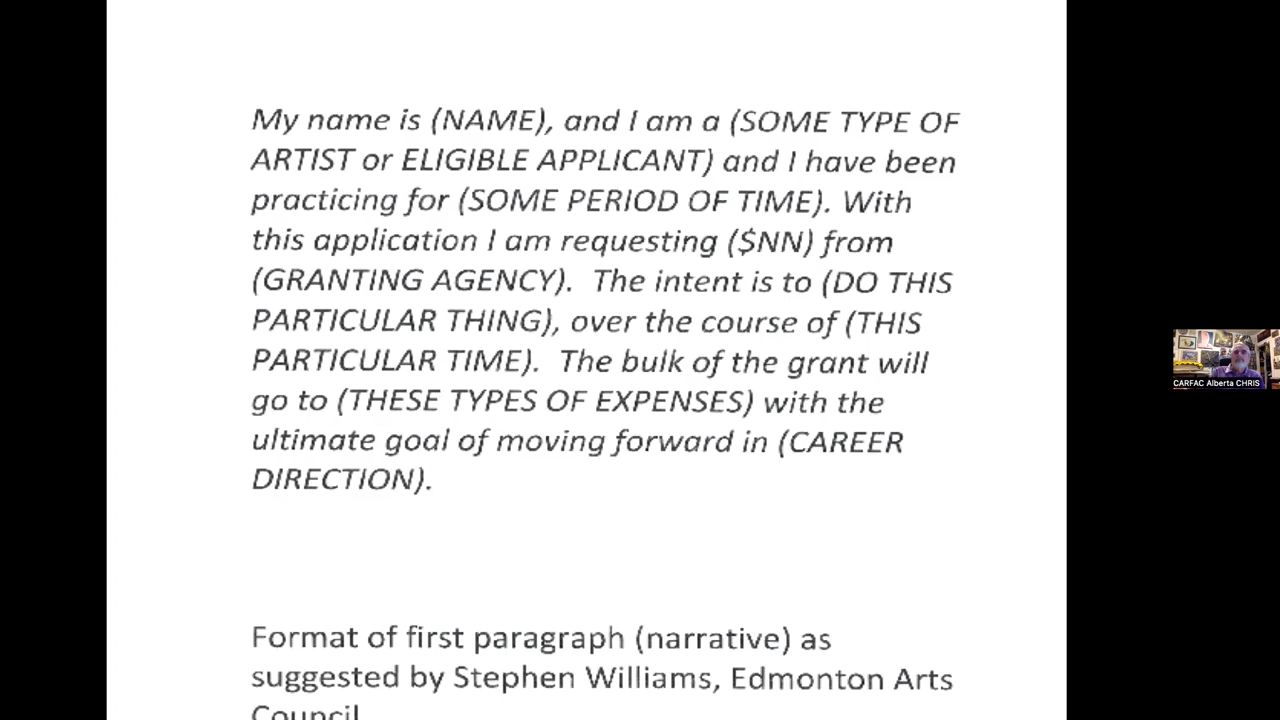 My name is (NAME), and I am a (SOME TYPE OF
ARTIST or ELIGIBLE APPLICANT) and I have been
practicing for (SOME PERIOD OF TIME). With
this application I am requesting ($NN) from
(GRANTING AGENCY).  The intent is to (DO THIS
PARTICULAR THING), over the course of (THIS
PARTICULAR TIME).  The bulk of the grant will
go to (THESE TYPES OF EXPENSES) with the
ultimate goal of moving forward in (CAREER
DIRECTION).
Format of first paragraph (narrative) as
suggested by Stephen Williams, Edmonton Arts
Council
CARFAC Alberta CHRIS